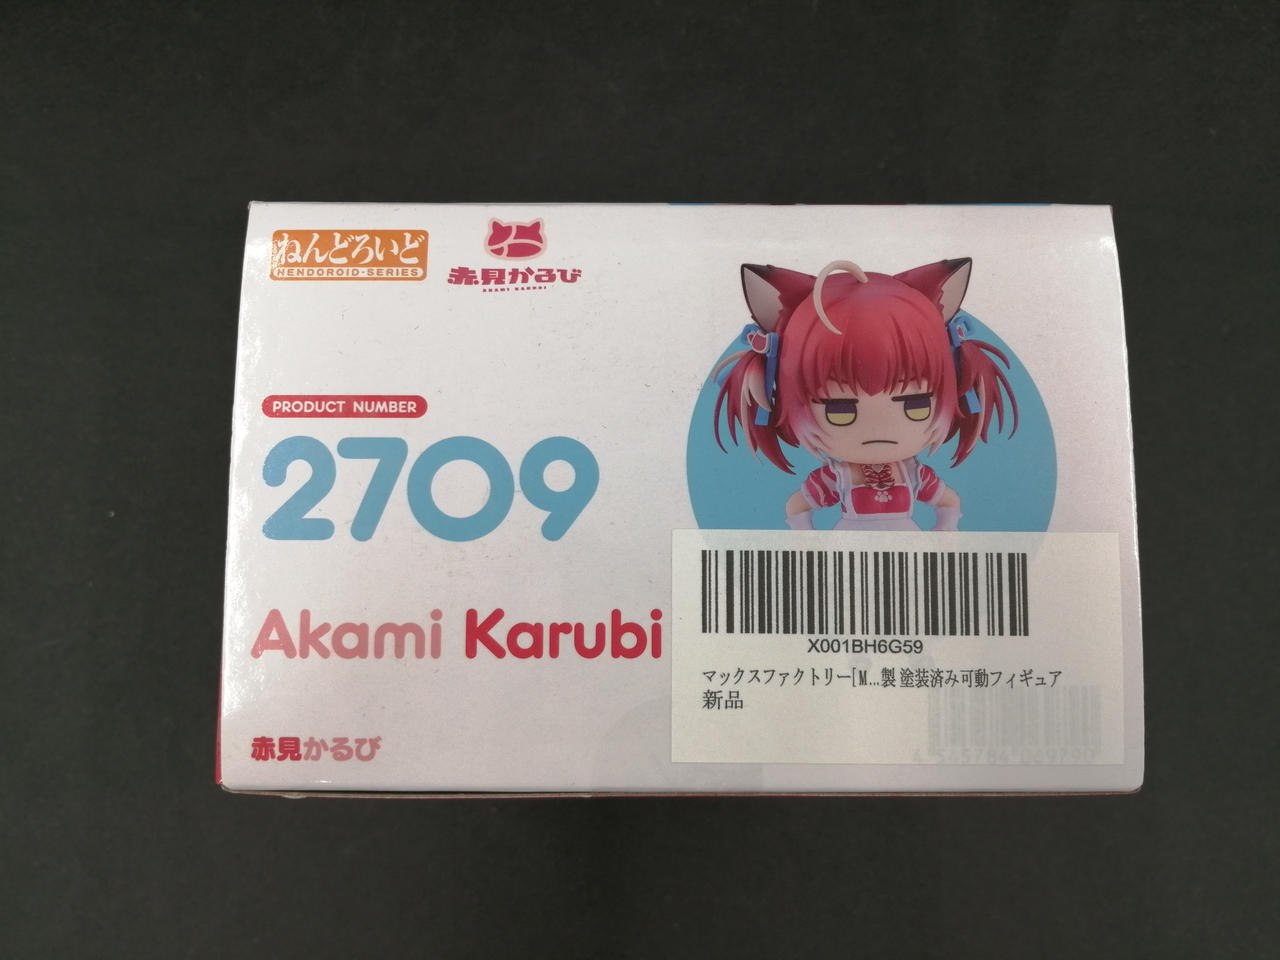 ねんどろいど
NENDOROID-SERIES
赤見かるび
AKAMI KARUBI
PRODUCT NUMBER
2709
Akami Karubi
赤見かるび
X001BH6G59
マックスファクトリー[M...製 塗装済み可動フィギュア
新品